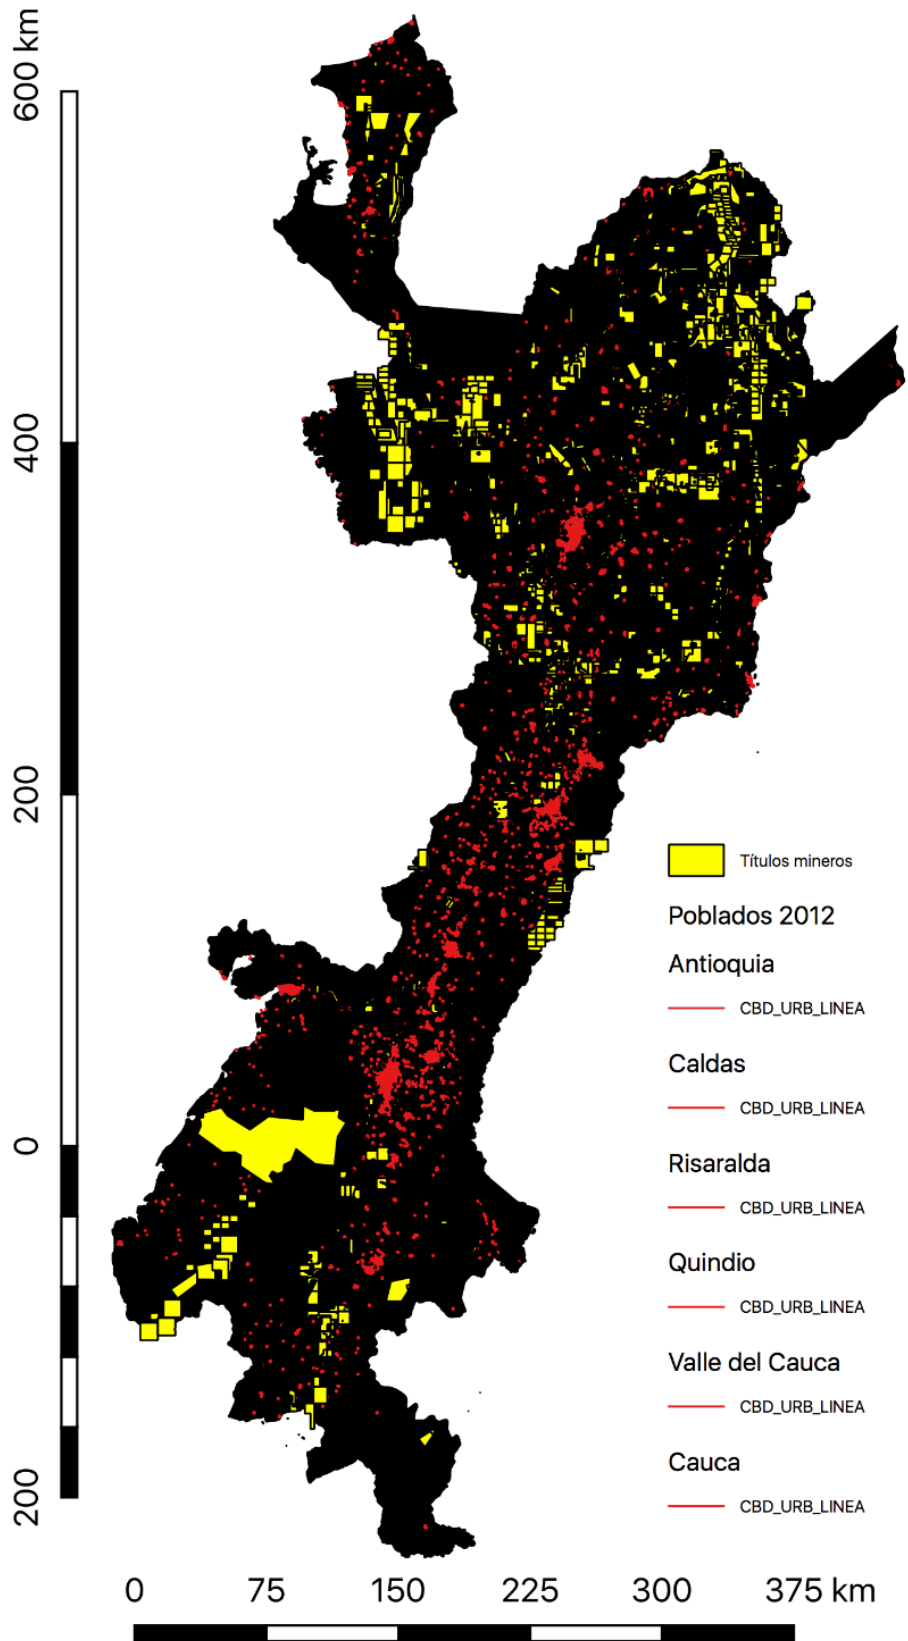 600 km
400
200
0
200
Títulos mineros
Poblados 2012
Antioquia
CBD_URB_LINEA
Caldas
CBD_URB_LINEA
Risaralda
CBD_URB_LINEA
Quindio
CBD_URB_LINEA
Valle del Cauca
CBD_URB_LINEA
Cauca
CBD_URB_LINEA
0 75 150 225 300 375 km